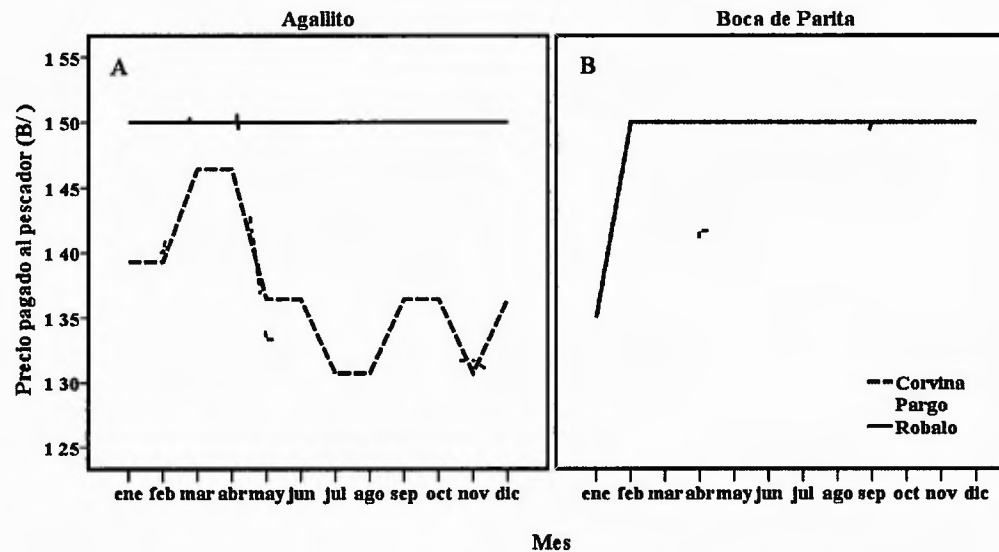 Agallito
Boca de Parita
A
B
Precio pagado al pescador (B/ )
1 55
1 50
1 45
1 40
1 35
1 30
1 25
Corvina
Pargo
Robalo
ene feb mar abr may jun jul ago sep oct nov dic
ene feb mar abr may jun jul ago sep oct nov dic
Mes